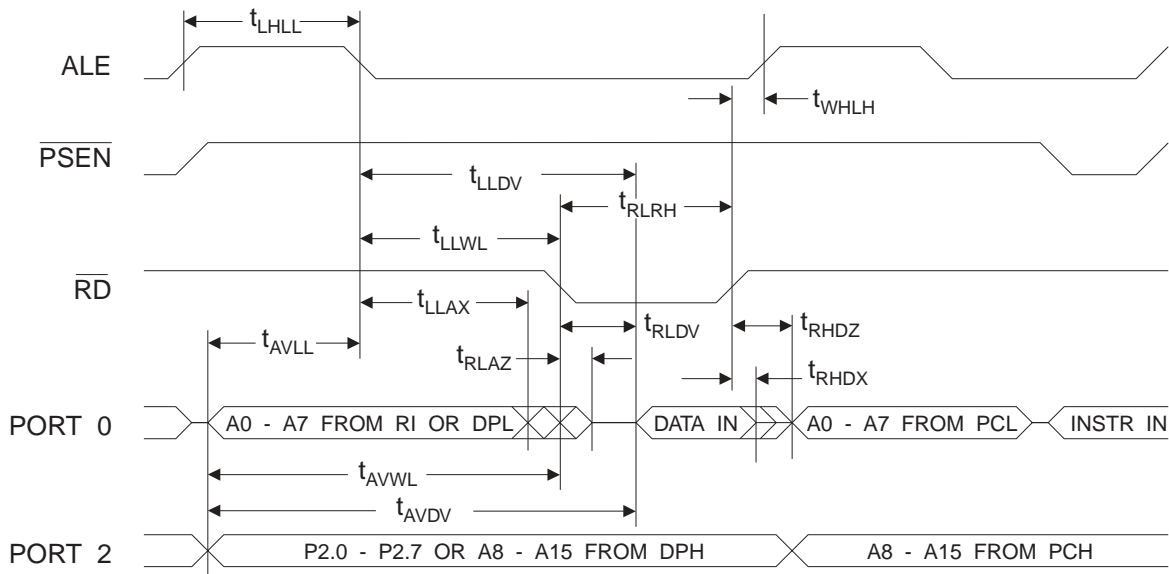 tLHLL
ALE
tWHLH
PSEN
tLLDV
tRLRH
tLLWL
RD
tLLAX
tRLDV
tRHDZ
tAVLL
tRLAZ
tRHDX
PORT 0
A0 - A7 FROM RI OR DPL
DATA IN
A0 - A7 FROM PCL
INSTR IN
tAVWL
tAVDV
PORT 2
P2.0 - P2.7 OR A8 - A15 FROM DPH
A8 - A15 FROM PCH